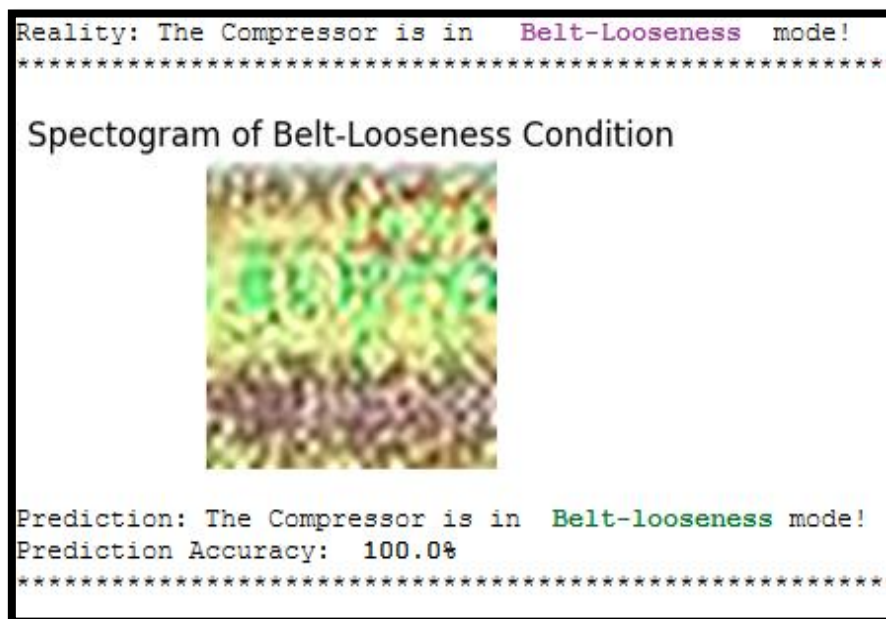 Reality: The Compressor is in Belt-Looseness mode!
*******************************************************
Spectogram of Belt-Looseness Condition
Prediction: The Compressor is in Belt-looseness mode!
Prediction Accuracy: 100.0%
*******************************************************